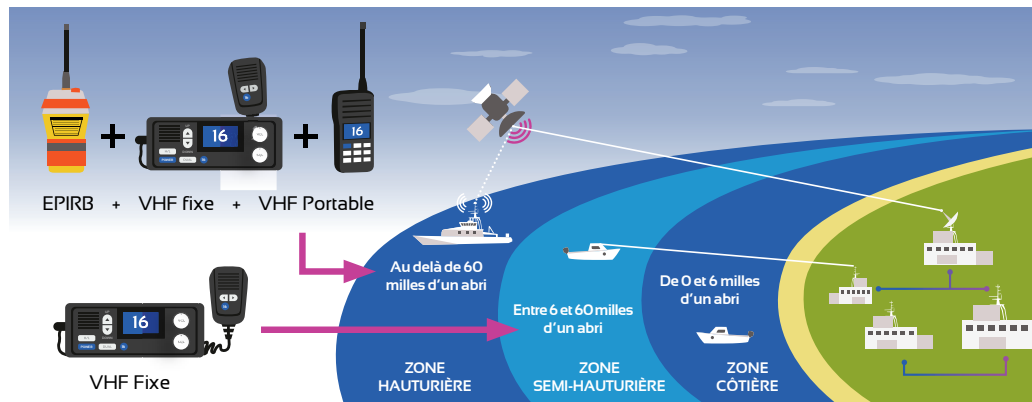 16
16
EPIRB + VHF fixe + VHF Portable
Au delà de 60
milles d'un abri
De 0 et 6 milles
d'un abri
Entre 6 et 60 milles
d'un abri
16
VHF Fixe
ZONE
HAUTURIÈRE
ZONE
SEMI-HAUTURIÈRE
ZONE
CÔTIÈRE